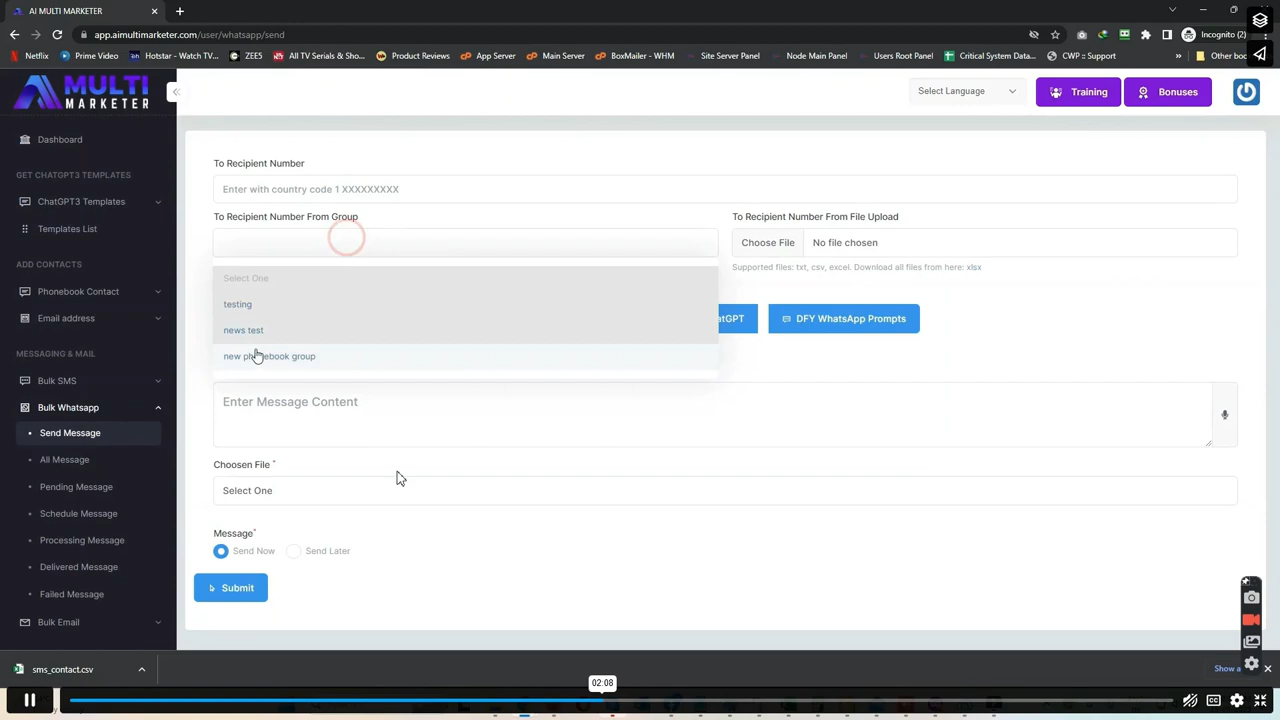 AI MULTI MARKETER
Incognito (2)
app.aimultimarketer.com/user/whatsapp/send
Netflix
Prime Video
Hotstar - Watch TV...
ZEE5
All TV Serials & Sho...
Product Reviews
App Server
Main Server
BoxMailer - WHM
Site Server Panel
Node Main Panel
Users Root Panel
Critical System Data...
CWP :: Support
»
Other boo
MULTI
MARKETER
Select Language
Training
Bonuses
Dashboard
GET CHATGPT3 TEMPLATES
ChatGPT3 Templates
Templates List
ADD CONTACTS
Phonebook Contact
Email address
MESSAGING & MAIL
Bulk SMS
Bulk Whatsapp
Send Message
All Message
Pending Message
Schedule Message
Processing Message
Delivered Message
Failed Message
Bulk Email
To Recipient Number
Enter with country code 1 XXXXXXXXX
To Recipient Number From Group
To Recipient Number From File Upload
Choose File
No file chosen
Supported files: txt, csv, excel. Download all files from here: xlsx
Select One
testing
news test
new phonebook group
atGPT
DFY WhatsApp Prompts
Enter Message Content
Choosen File *
Select One
Message*
Send Now
Send Later
Submit
sms_contact.csv
Show a
02:08
CC